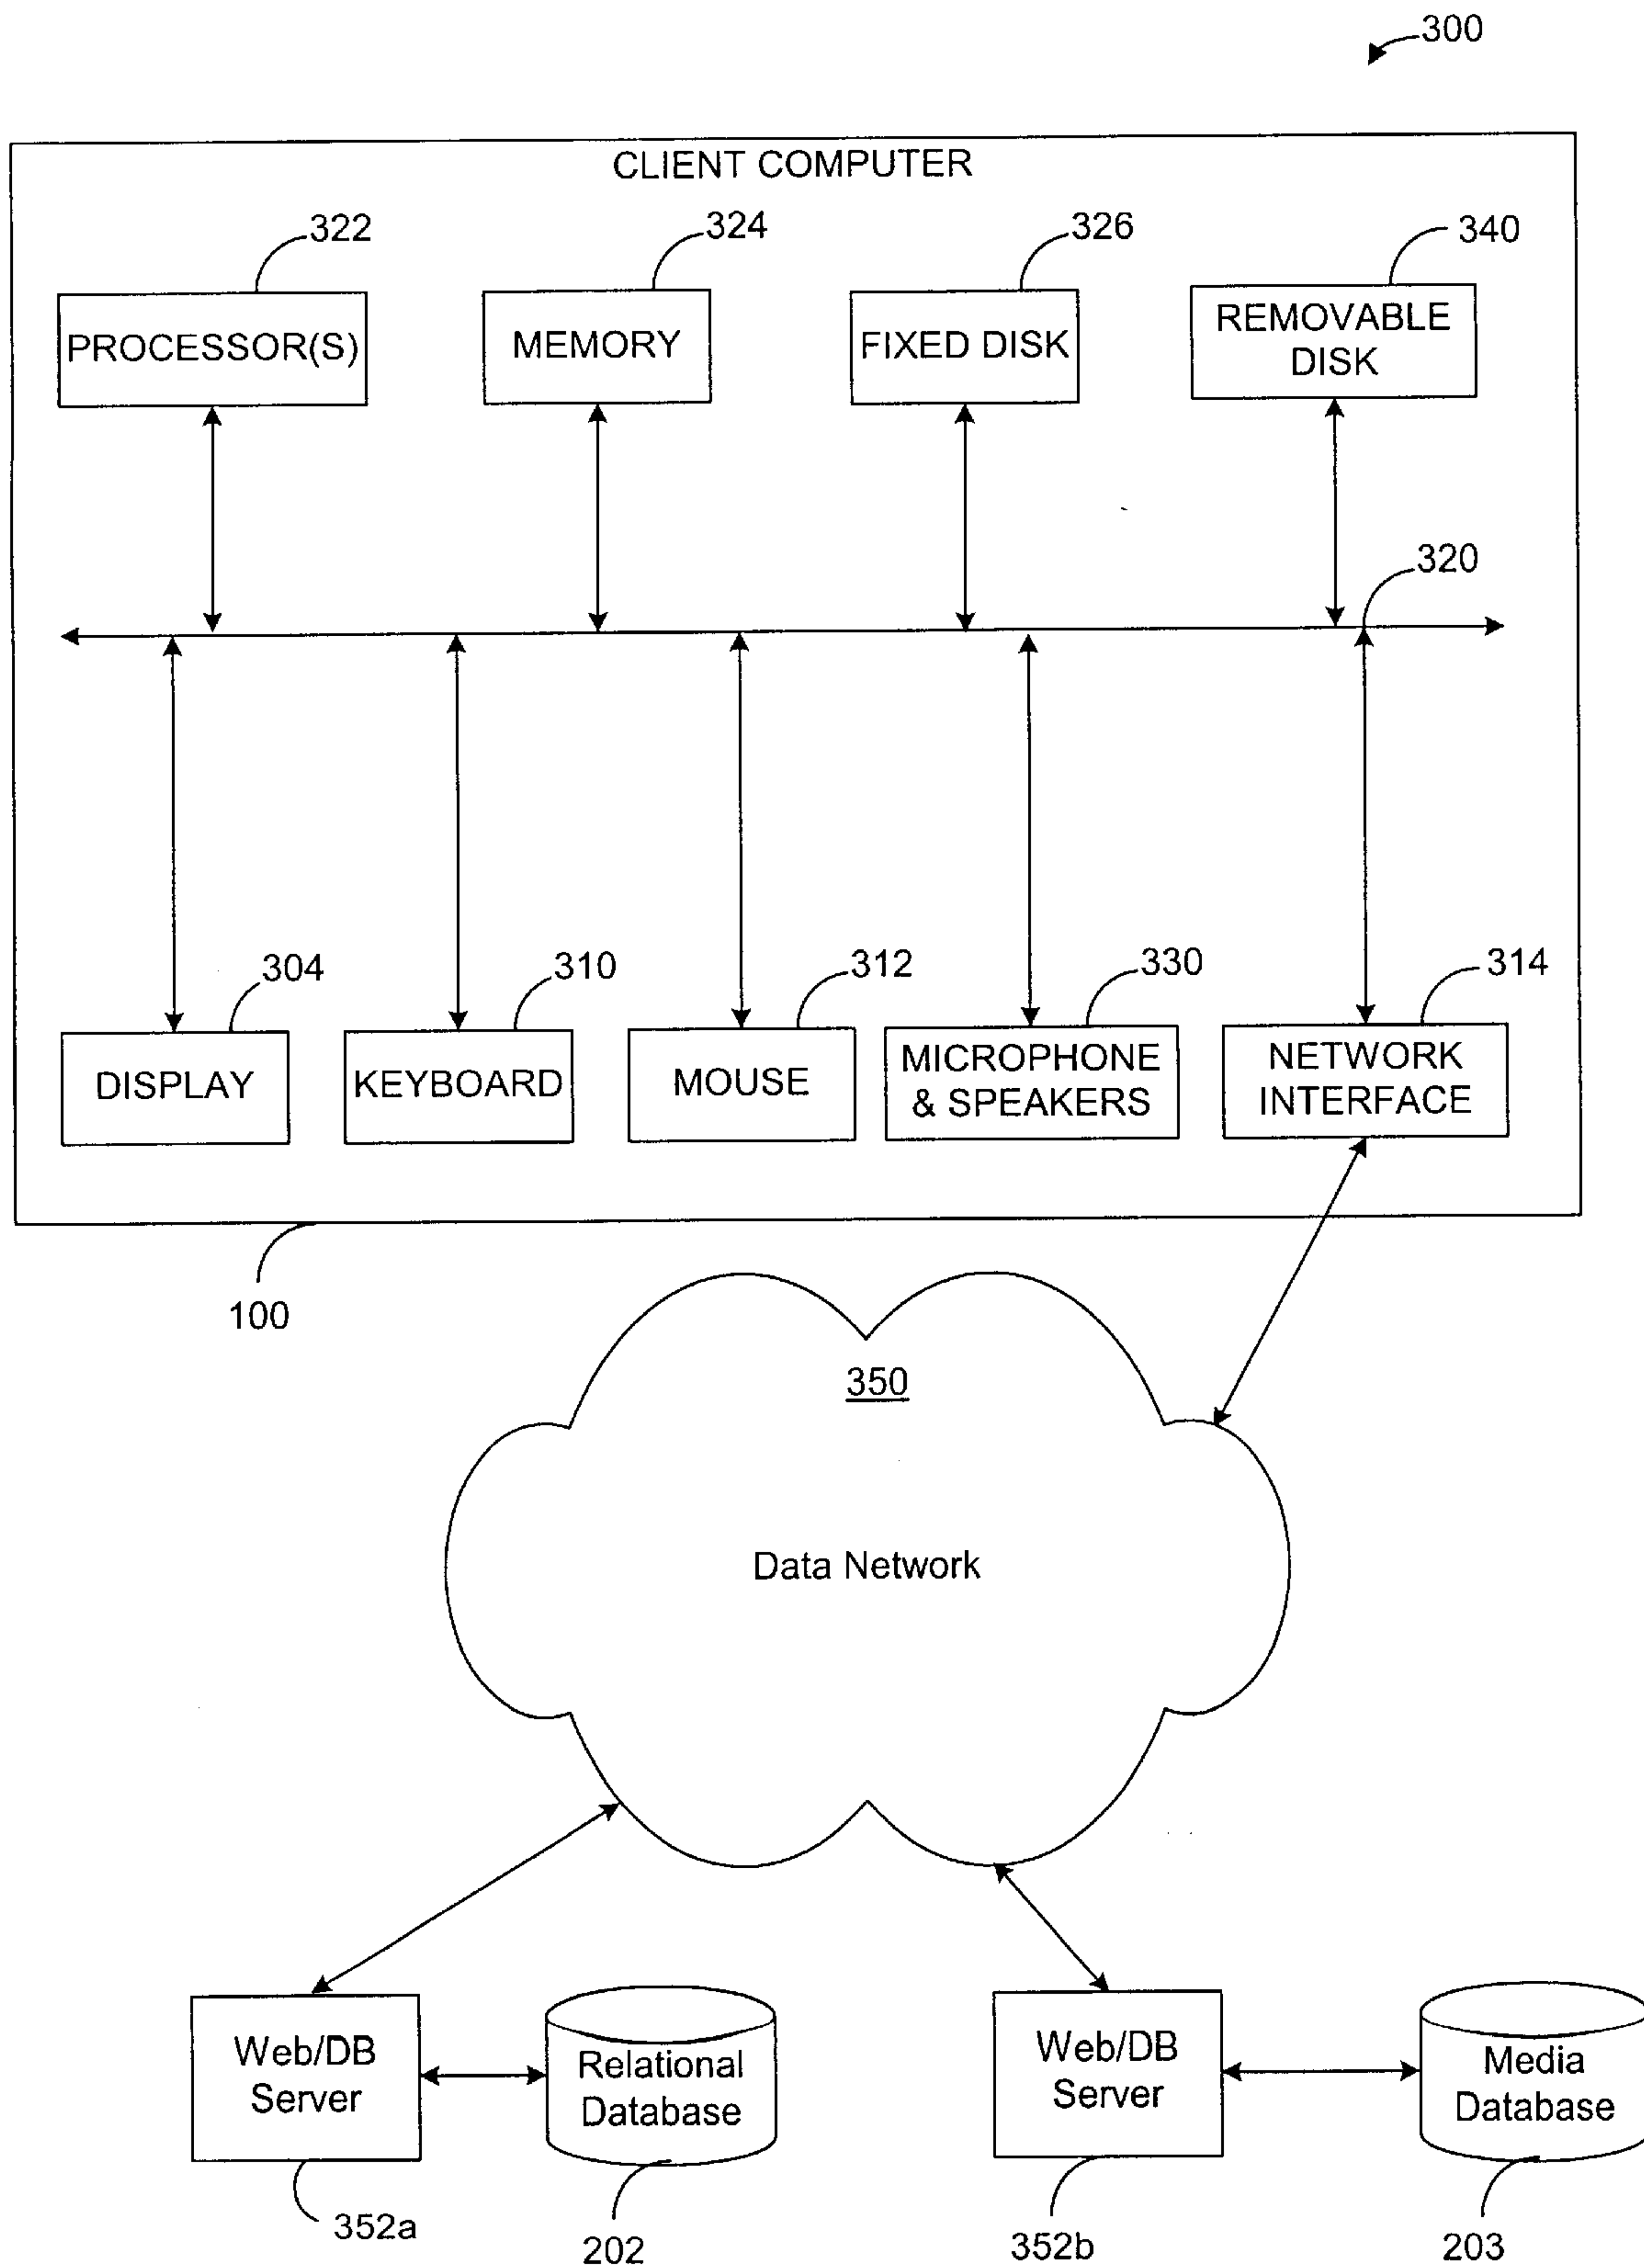 300
CLIENT COMPUTER
322
324
326
340
PROCESSOR(S)
MEMORY
FIXED DISK
REMOVABLE
DISK
320
304
310
312
330
314
DISPLAY
KEYBOARD
MOUSE
MICROPHONE
& SPEAKERS
NETWORK
INTERFACE
100
350
Data Network
Web/DB
Server
Relational
Database
Web/DB
Server
Media
Database
352a
202
352b
203